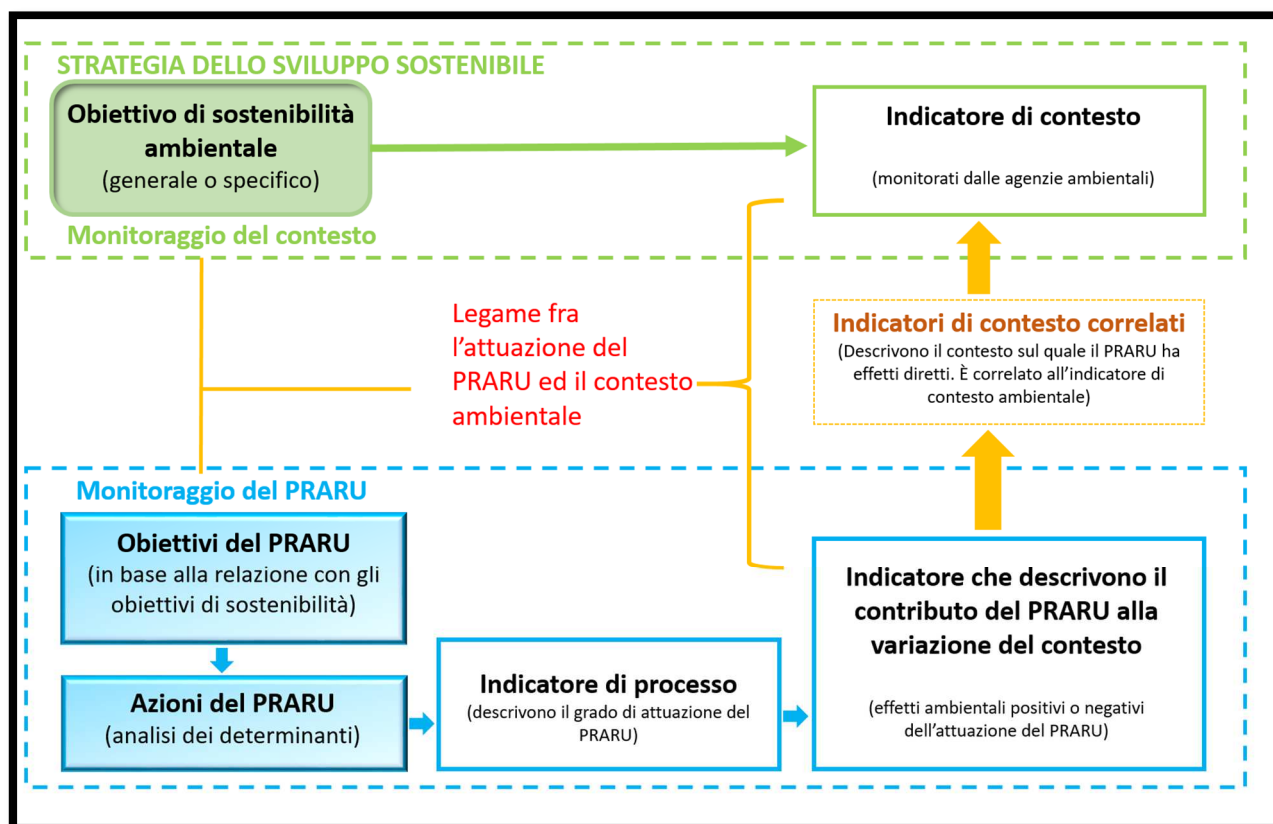 STRATEGIA DELLO SVILUPPO SOSTENIBILE
Obiettivo di sostenibilità
ambientale
(generale o specifico)
Monitoraggio del contesto
Indicatore di contesto
(monitorati dalle agenzie ambientali)
Legame fra
l'attuazione del
PRARU ed il contesto
ambientale
Indicatori di contesto correlati
(Descrivono il contesto sul quale il PRARU ha
effetti diretti. È correlato all'indicatore di
contesto ambientale)
Monitoraggio del PRARU
Obiettivi del PRARU
(in base alla relazione con gli
obiettivi di sostenibilità)
Azioni del PRARU
(analisi dei determinanti)
Indicatore di processo
(descrivono il grado di attuazione del
PRARU)
Indicatore che descrivono il
contributo del PRARU alla
variazione del contesto
(effetti ambientali positivi o negativi
dell'attuazione del PRARU)